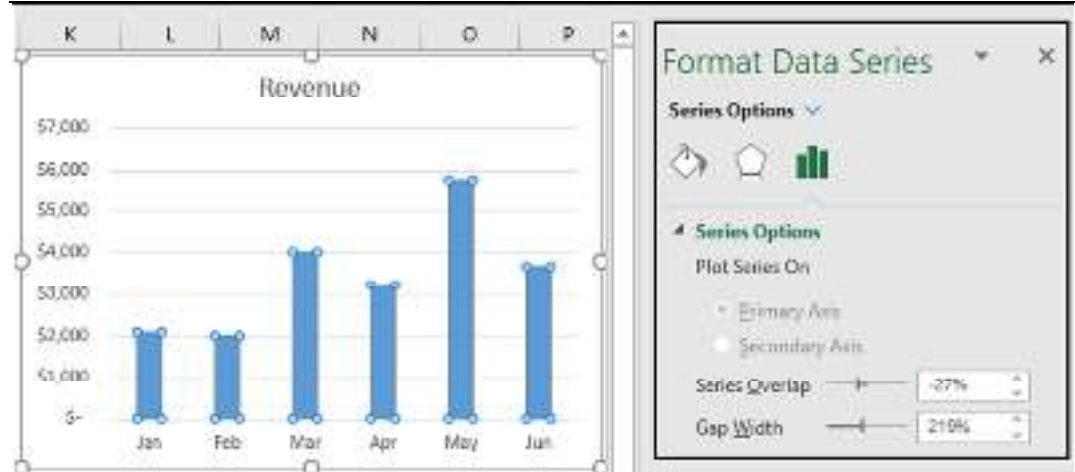 K L M N O P
Revenue
$7,000
$6,000
$5,000
$4,000
$3,000
$2,000
$1,000
$-
Jan Feb Mar Apr May Jun
Format Data Series
Series Options
Series Options
Plot Series On
Primary Axis
Secondary Axis
Series Overlap -27%
Gap Width 219%